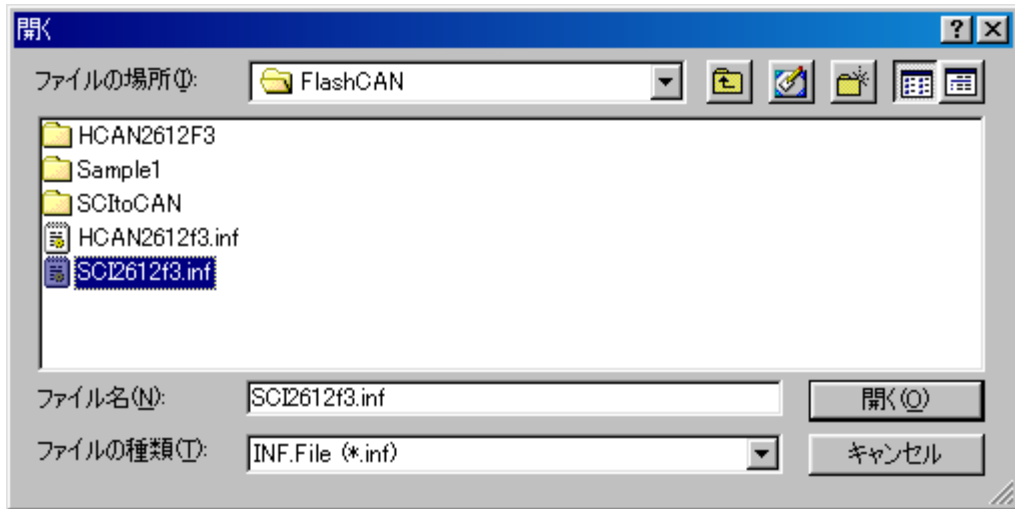 開く
ファイルの場所(I): FlashCAN
HCAN2612F3
Sample1
SCItoCAN
HCAN2612f3.inf
SCI2612f3.inf
ファイル名(N): SCI2612f3.inf 開く(O)
ファイルの種類(T): INF.File (*.inf) キャンセル